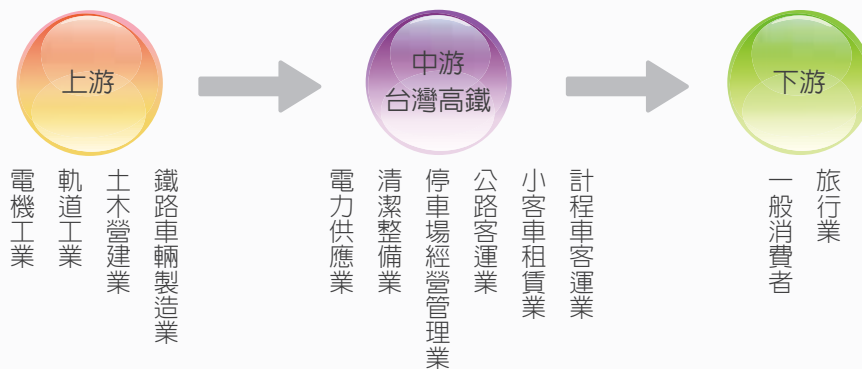 上游
中游
台灣高鐵
下游
鐵路車輛製造業
土木營建業
軌道工業
電機工業
計程車客運業
小客車租賃業
公路客運業
停車場經營管理業
清潔整備業
電力供應業
旅行業
一般消費者